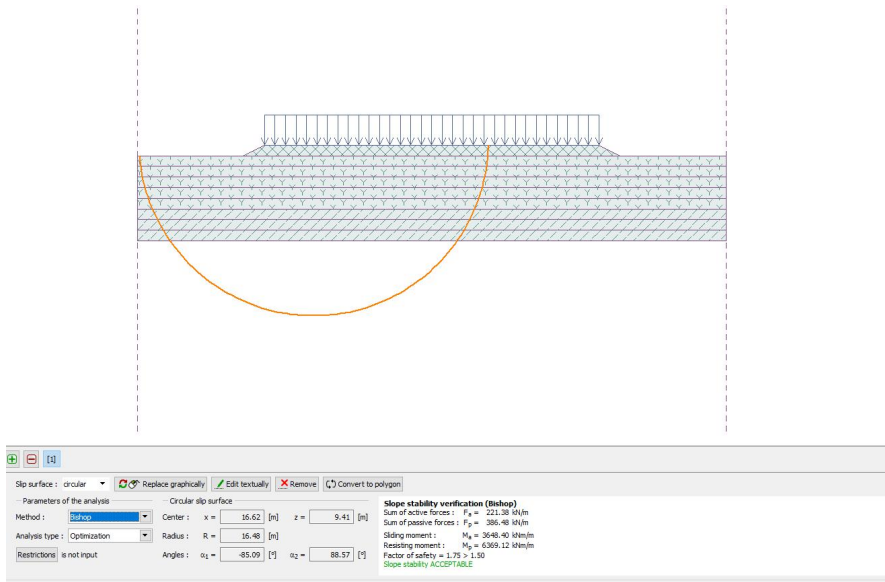 [1]
Slip surface : circular Replace graphically Edit textually Remove Convert to polygon
Parameters of the analysis
Method : Bishop
Analysis type : Optimization
Restrictions is not input
Circular slip surface
Center : x = 16.62 [m] z = 9.41 [m]
Radius : R = 16.48 [m]
Angles : α1 = -85.09 [°] α2 = 88.57 [°]
Slope stability verification (Bishop)
Sum of active forces : Fa = 221.38 kN/m
Sum of passive forces : Fp = 386.48 kN/m
Sliding moment : Ma = 3648.40 kNm/m
Resisting moment : Mp = 6369.12 kNm/m
Factor of safety = 1.75 > 1.50
Slope stability ACCEPTABLE